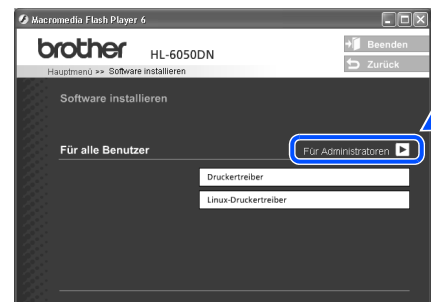 Macromedia Flash Player 6
brother HL-6050DN
Beenden
Zurück
Hauptmenü >> Software installieren
Software installieren
Für alle Benutzer
Für Administratoren
Druckertreiber
Linux-Druckertreiber